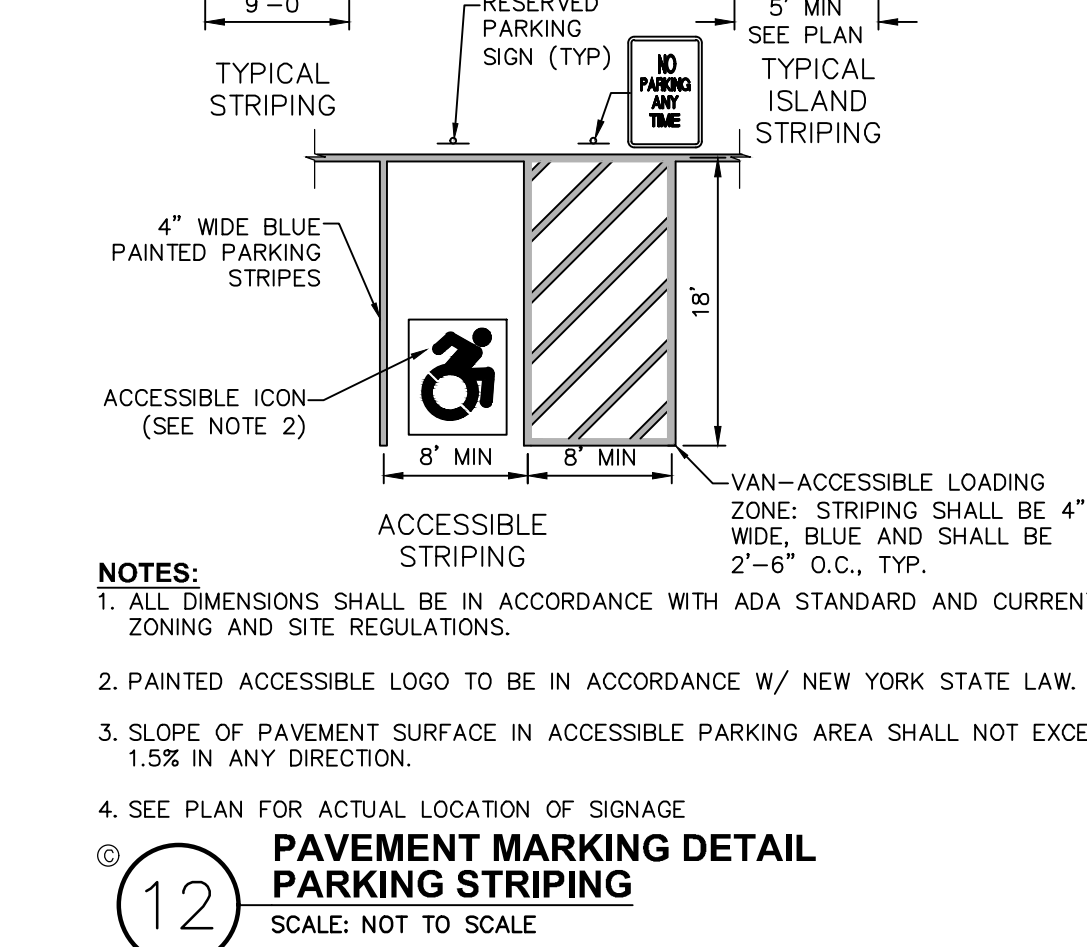 9'-0
RESERVED
PARKING
SIGN (TYP)
5' MIN
SEE PLAN
TYPICAL
STRIPING
NO
PARKING
ANY
TIME
TYPICAL
ISLAND
STRIPING
4" WIDE BLUE
PAINTED PARKING
STRIPES
18'
ACCESSIBLE ICON
(SEE NOTE 2)
8' MIN
8' MIN
ACCESSIBLE
STRIPING
VAN-ACCESSIBLE LOADING
ZONE: STRIPING SHALL BE 4"
WIDE, BLUE AND SHALL BE
2'-6" O.C., TYP.
NOTES:
1. ALL DIMENSIONS SHALL BE IN ACCORDANCE WITH ADA STANDARD AND CURRENT
ZONING AND SITE REGULATIONS.
2. PAINTED ACCESSIBLE LOGO TO BE IN ACCORDANCE W/ NEW YORK STATE LAW.
3. SLOPE OF PAVEMENT SURFACE IN ACCESSIBLE PARKING AREA SHALL NOT EXCE
1.5% IN ANY DIRECTION.
4. SEE PLAN FOR ACTUAL LOCATION OF SIGNAGE
©
12
PAVEMENT MARKING DETAIL
PARKING STRIPING
SCALE: NOT TO SCALE